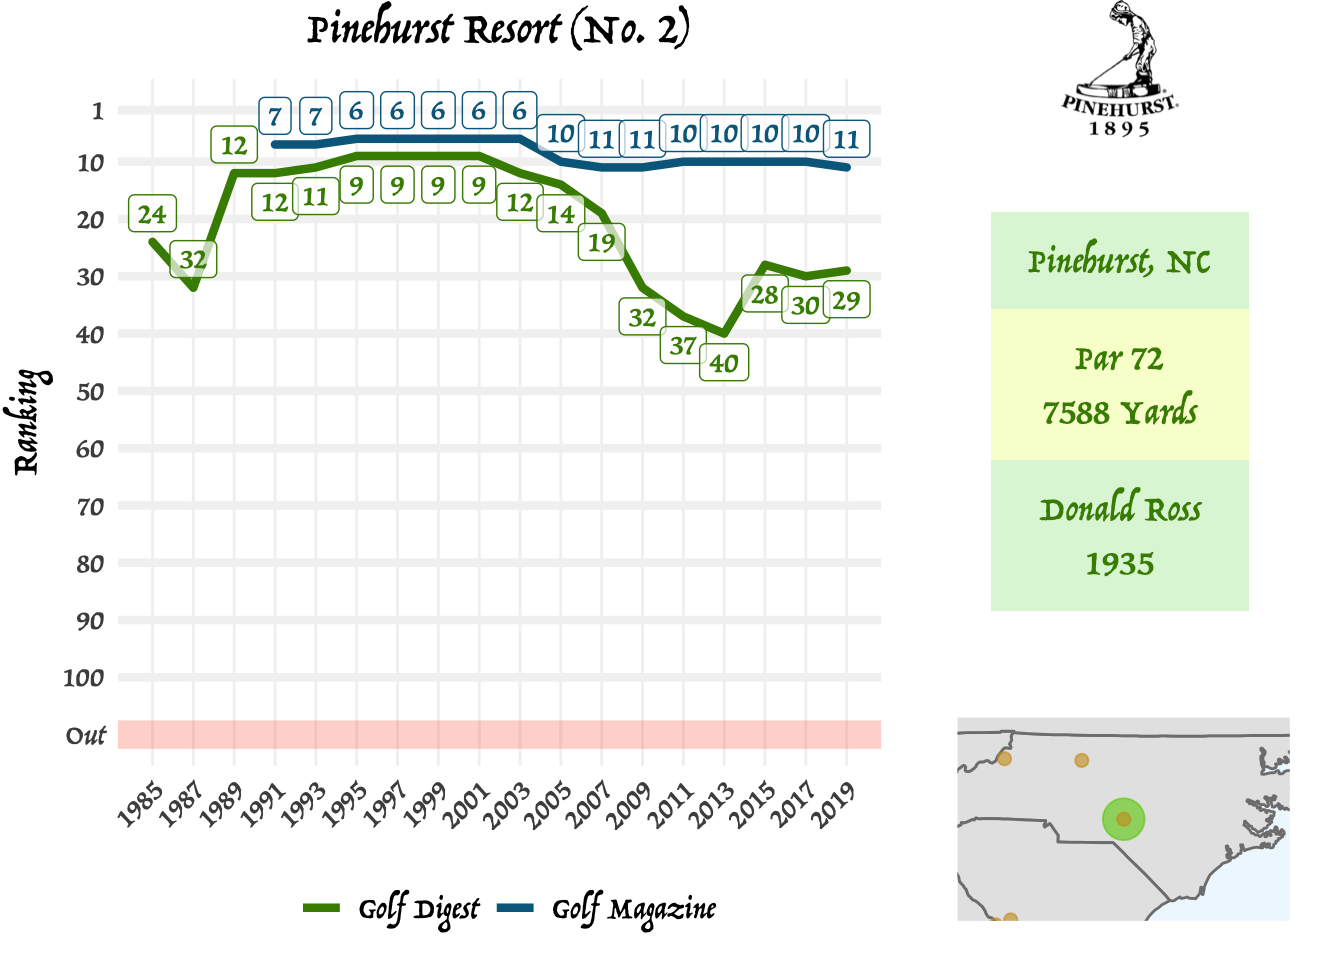 Pinehurst Resort (No. 2)
PINEHURST.
1895
1
10
20
30
40
50
60
70
80
90
100
Out
Ranking
7 7 6 6 6 6 6 10 11 11 10 10 10 10 11
24 32 12 12 11 9 9 9 9 12 14 19 32 37 40 28 30 29
1985 1987 1989 1991 1993 1995 1997 1999 2001 2003 2005 2007 2009 2011 2013 2015 2017 2019
Golf Digest Golf Magazine
Pinehurst, NC
Par 72
7588 Yards
Donald Ross
1935